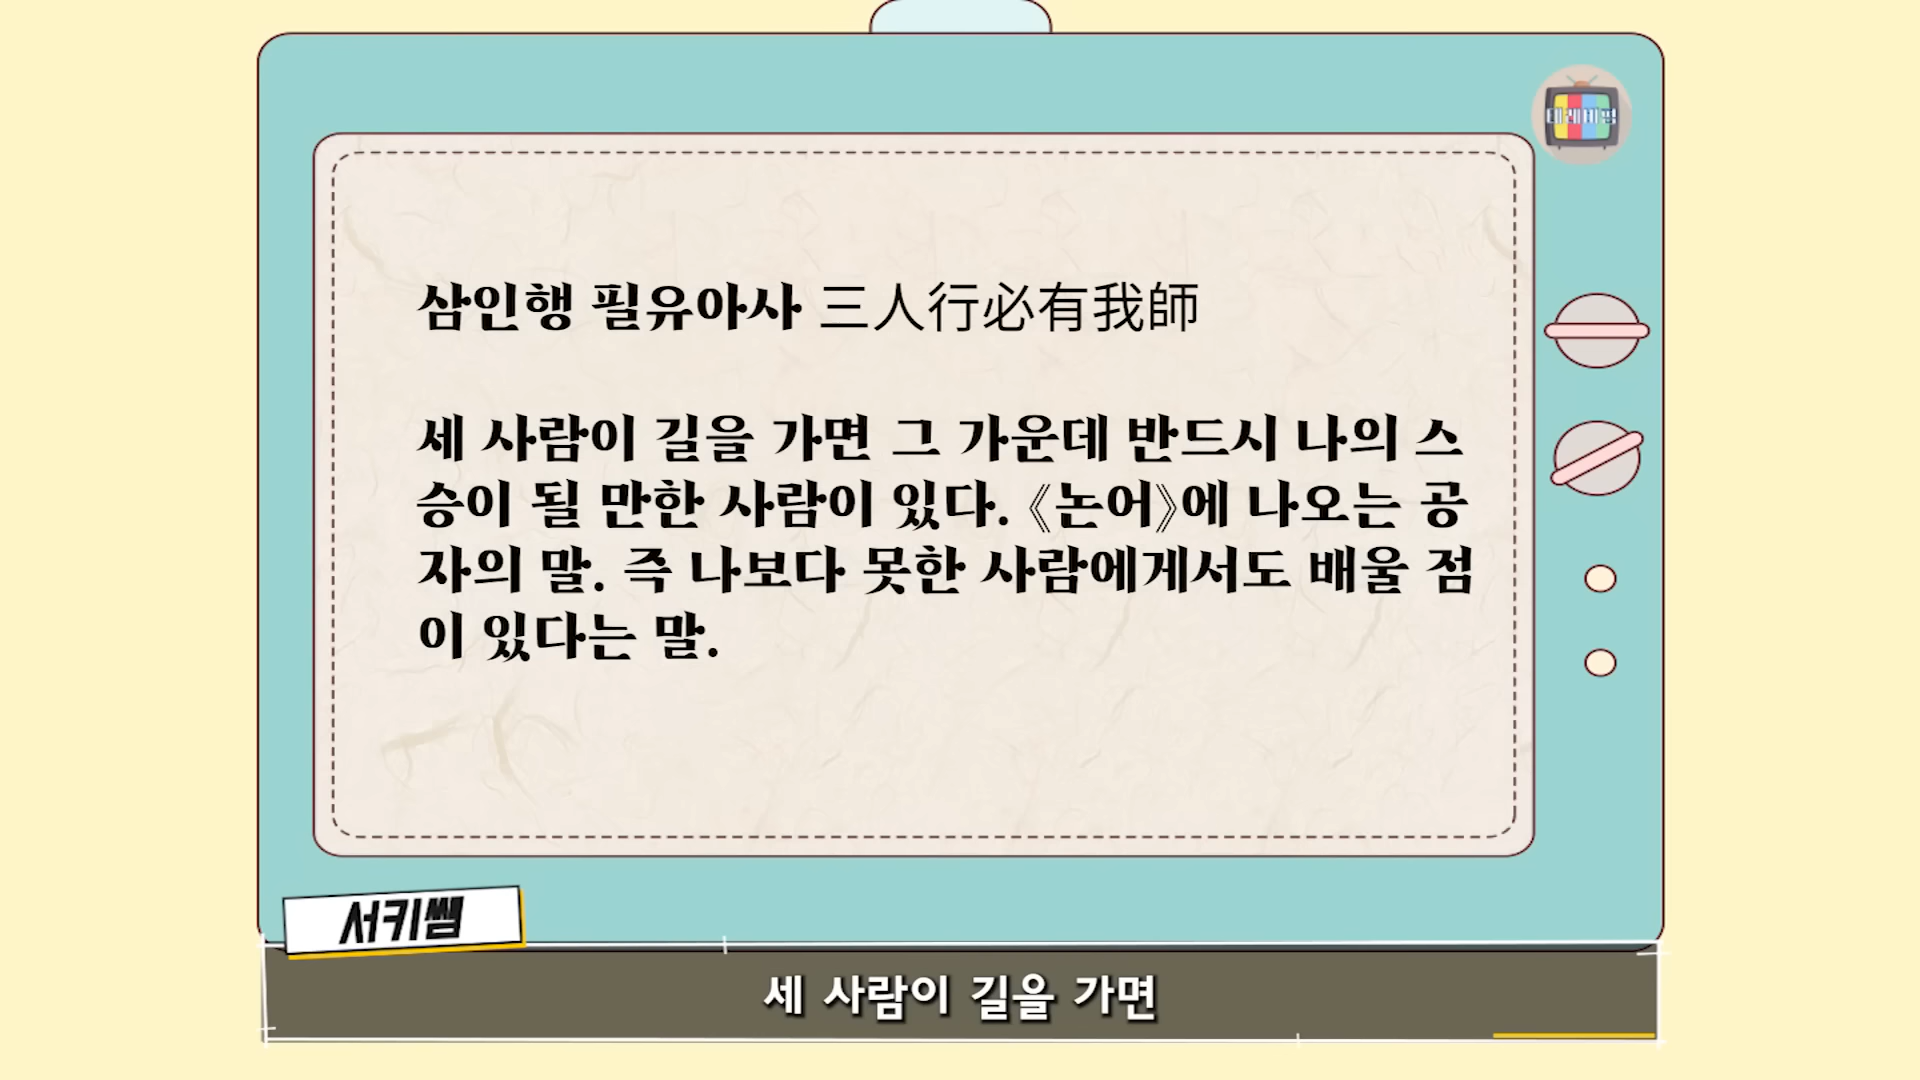 삼인행 필유아사 三人行必有我師
세 사람이 길을 가면 그 가운데 반드시 나의 스
승이 될 만한 사람이 있다.《논어》에 나오는 공
자의 말. 즉 나보다 못한 사람에게서도 배울 점
이 있다는 말.
서키쌤
세 사람이 길을 가면